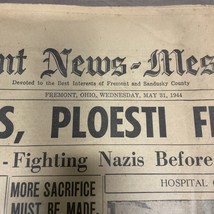 nt News-Mes
Devoted to the Best Interests of Fremont and Sandusky County
FREMONT, OHIO, WEDNESDAY, MAY 31, 1944
S, PLOESTI F
-Fighting Nazis Before
MORE SACRIFICE
HOSPITAL
MUST BE MADE